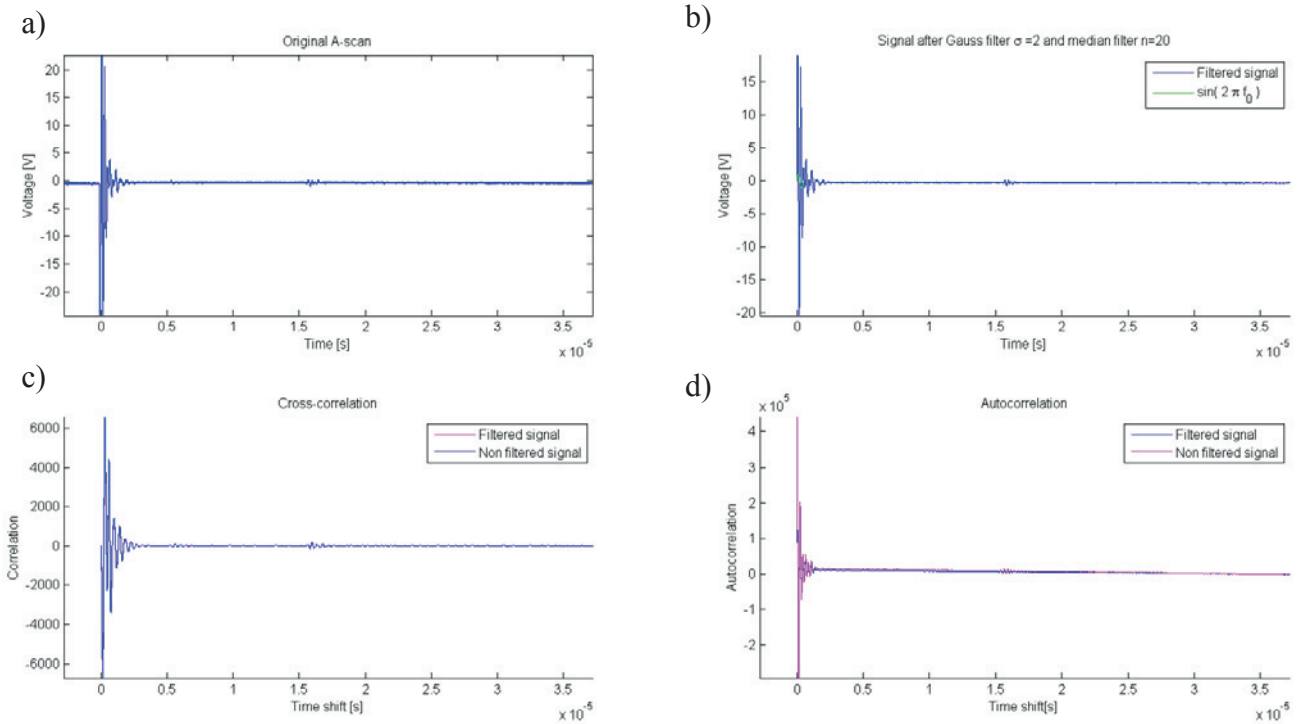 a)
Original A-scan
20
15
10
5
0
-5
-10
-15
-20
Voltage [V]
0 0.5 1 1.5 2 2.5 3 3.5
Time [s]
x 10⁻⁵
b)
Signal after Gauss filter σ =2 and median filter n=20
Filtered signal
sin( 2 π f₀ )
15
10
5
0
-5
-10
-15
-20
Voltage [V]
0 0.5 1 1.5 2 2.5 3 3.5
Time [s]
x 10⁻⁵
c)
Cross-correlation
Filtered signal
Non filtered signal
6000
4000
2000
0
-2000
-4000
-6000
Correlation
0 0.5 1 1.5 2 2.5 3 3.5
Time shift[s]
x 10⁻⁵
d)
x 10⁵
Autocorrelation
Filtered signal
Non filtered signal
4
3
2
1
0
-1
-2
Autocorrelation
0 0.5 1 1.5 2 2.5 3 3.5
Time shift[s]
x 10⁻⁵